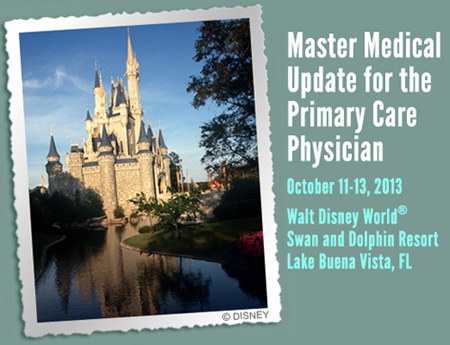 Master Medical
Update for the
Primary Care
Physician
October 11-13, 2013
Walt Disney World®
Swan and Dolphin Resort
Lake Buena Vista, FL
© DISNEY